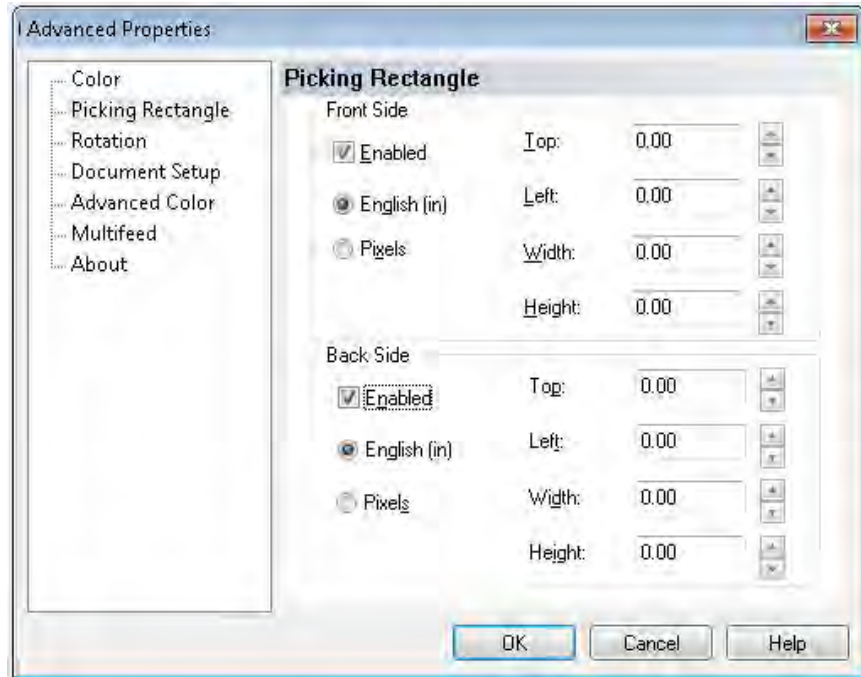 Advanced Properties
Color
Picking Rectangle
Rotation
Document Setup
Advanced Color
Multifeed
About
Picking Rectangle
Front Side
Enabled
English (in)
Pixels
Top: 0.00
Left: 0.00
Width: 0.00
Height: 0.00
Back Side
Enabled
English (in)
Pixels
Top: 0.00
Left: 0.00
Width: 0.00
Height: 0.00
OK Cancel Help